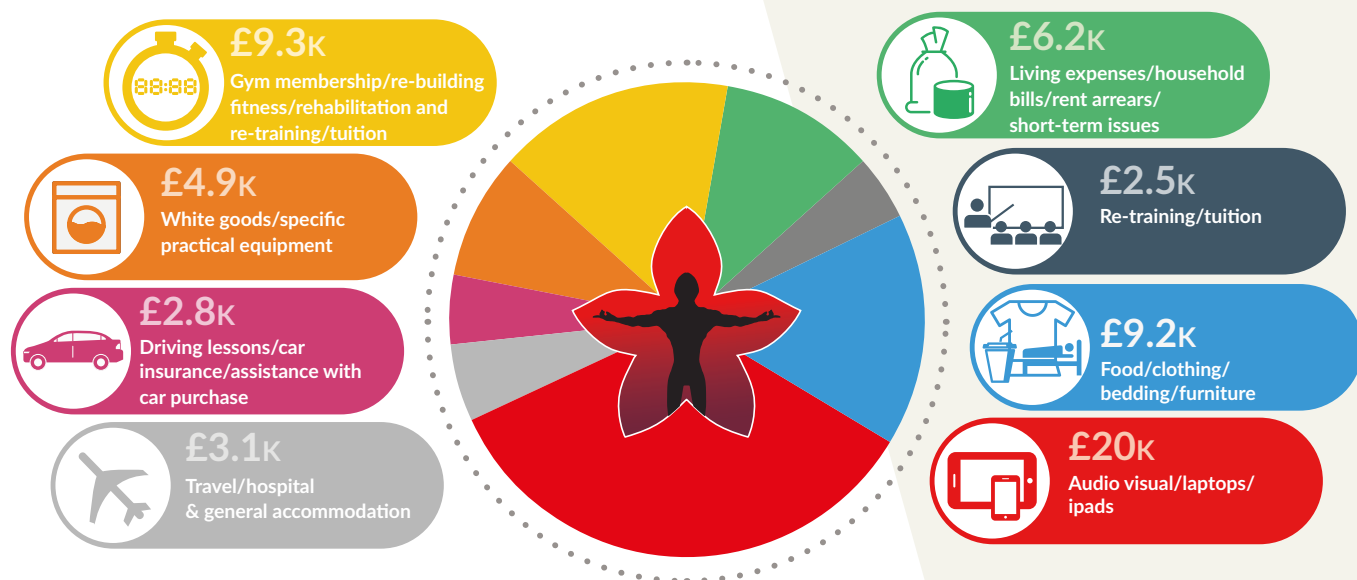 £9.3K
Gym membership/re-building
fitness/rehabilitation and
re-training/tuition
88:88
£4.9K
White goods/specific
practical equipment
£2.8K
Driving lessons/car
insurance/assistance with
car purchase
£3.1K
Travel/hospital
& general accommodation
£6.2K
Living expenses/household
bills/rent arrears/
short-term issues
£2.5K
Re-training/tuition
£9.2K
Food/clothing/
bedding/furniture
£20K
Audio visual/laptops/
ipads